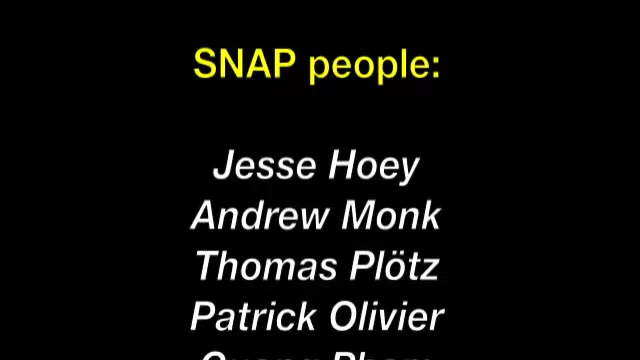 SNAP people:
Jesse Hoey
Andrew Monk
Thomas Plötz
Patrick Olivier